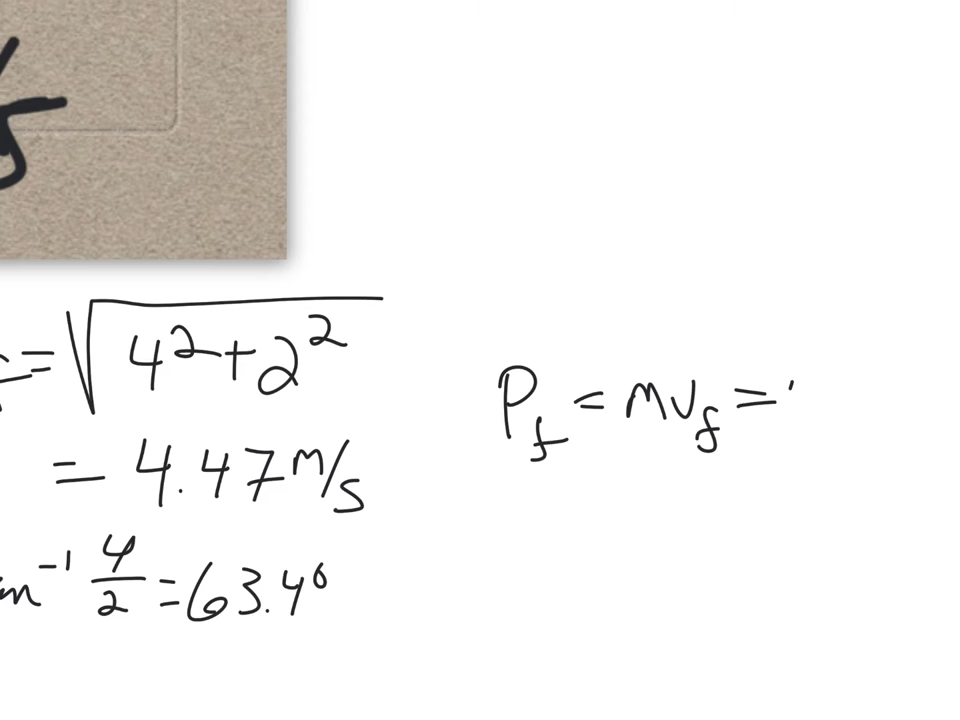 = √4²+2²
= 4.47 m/s
P_f = mv_f =
⁻¹ 4/2 = 63.4°